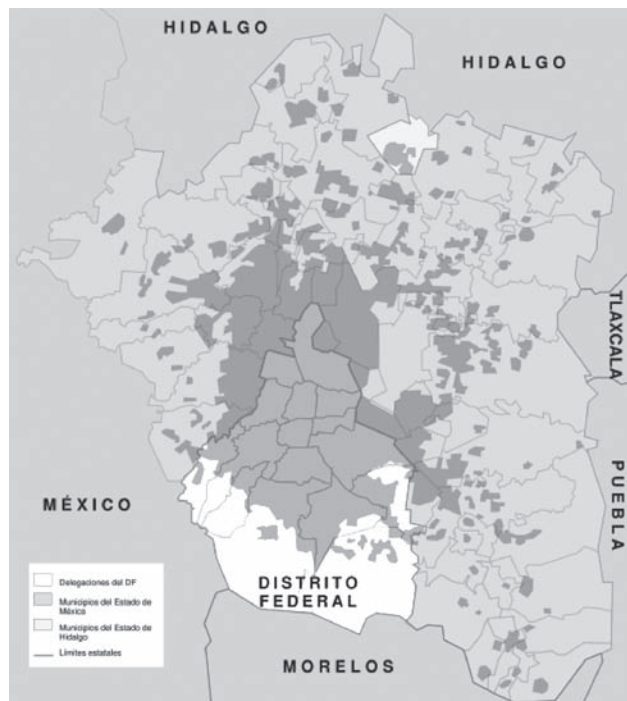 HIDALGO
HIDALGO
TLAXCALA
PUEBLA
MÉXICO
DISTRITO
FEDERAL
MORELOS
Delegaciones del DF
Municipios del Estado de
México
Municipios del Estado de
Hidalgo
Límites estatales